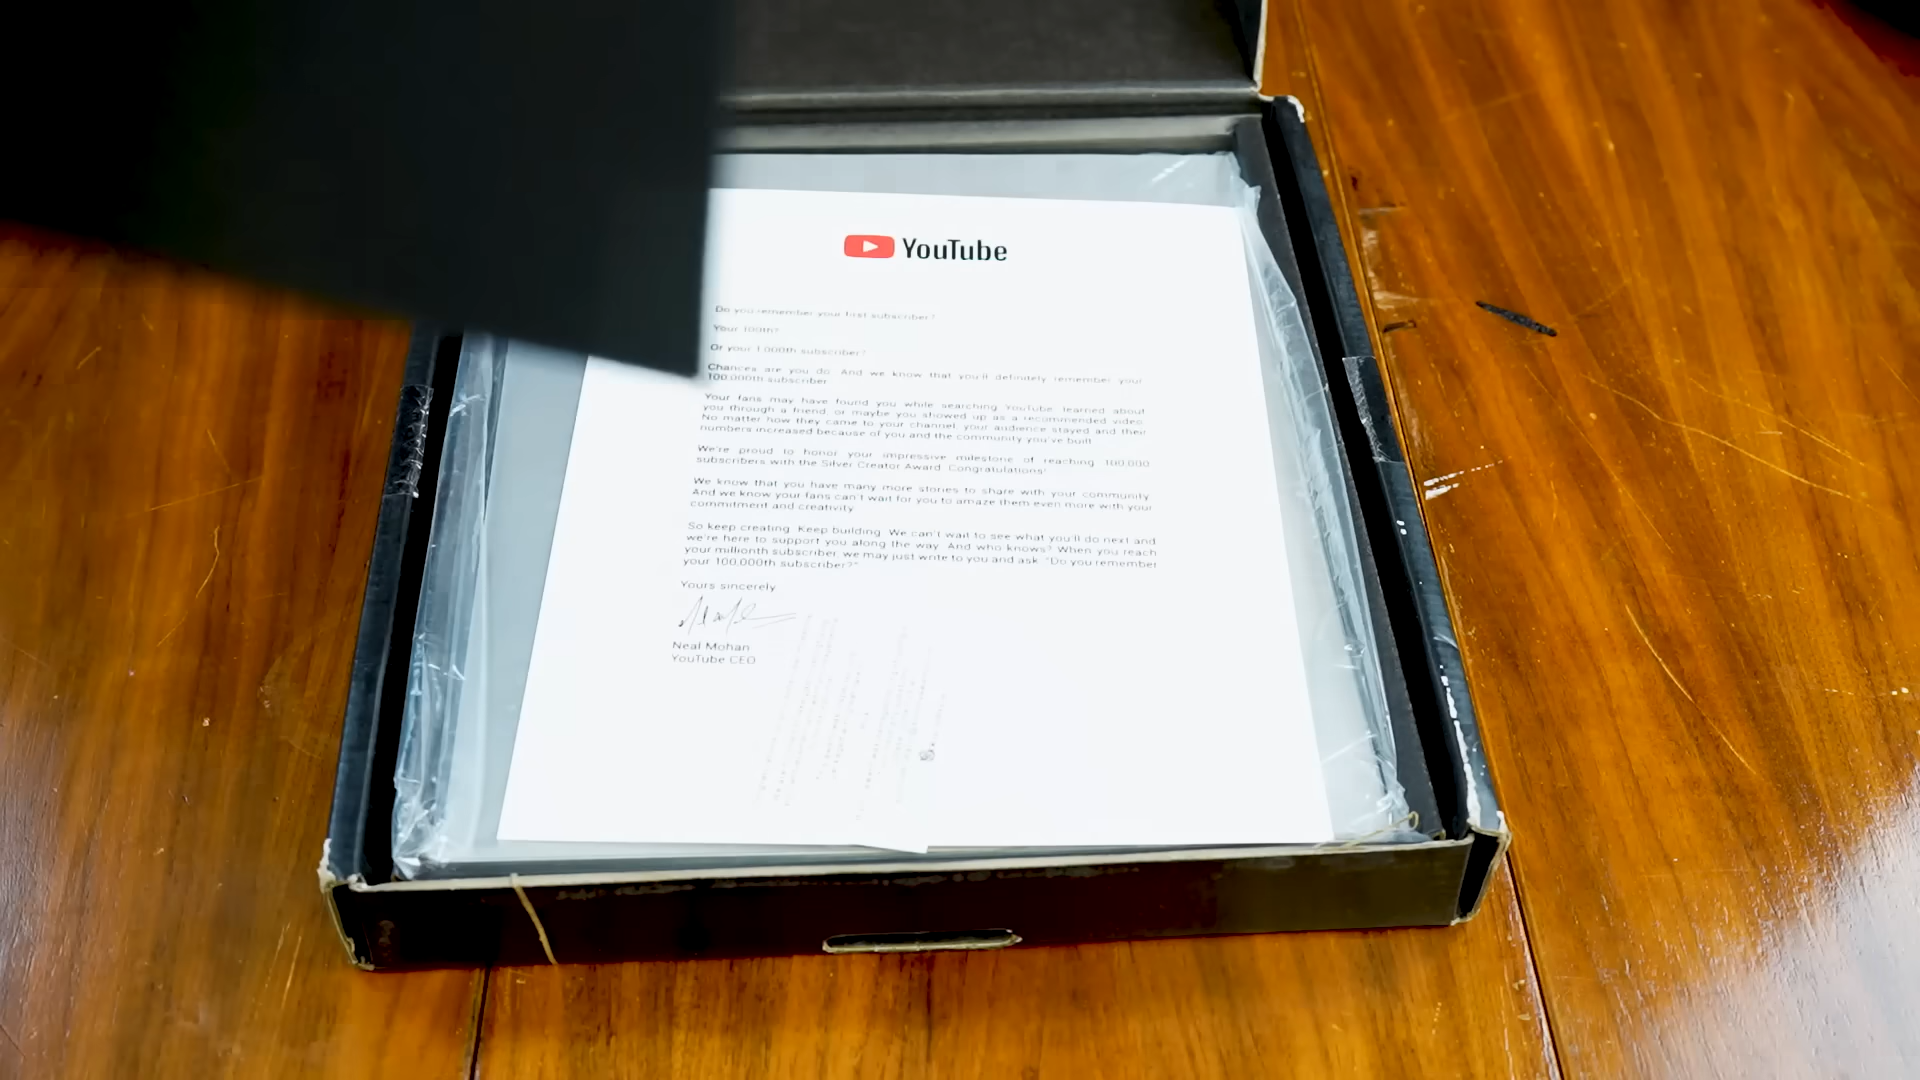 YouTube
Do you remember your first subscriber?
Your 100th?
Or your 1,000th subscriber?
Chances are you do. And we know that you'll definitely remember your
100,000th subscriber.
Your fans may have found you while searching YouTube, learned about
you through a friend, or maybe you showed up as a recommended video.
No matter how they came to your channel, your audience stayed and their
numbers increased because of you and the community you've built.
We're proud to honor your impressive milestone of reaching 100,000
subscribers with the Silver Creator Award. Congratulations!
We know that you have many more stories to share with your community.
And we know your fans can't wait for you to amaze them even more with your
commitment and creativity.
So keep creating. Keep building. We can't wait to see what you'll do next and
we're here to support you along the way. And who knows? When you reach
your millionth subscriber, we may just write to you and ask: "Do you remember
your 100,000th subscriber?"
Yours sincerely,
Neal Mohan
YouTube CEO